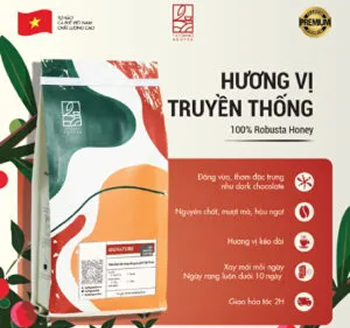 TỰ HÀO
CÀ PHÊ VIỆT NAM
CHẤT LƯỢNG CAO
PREMIUM
HƯƠNG VỊ
TRUYỀN THỐNG
100% Robusta Honey
Đắng vừa, thơm đặc trưng
như dark chocolate
Nguyên chất, mượt mà, hậu ngọt
Hương vị kéo dài
Xay mới mỗi ngày
Ngày rang luôn dưới 10 ngày
Giao hỏa tốc 2H
SIGNATURE